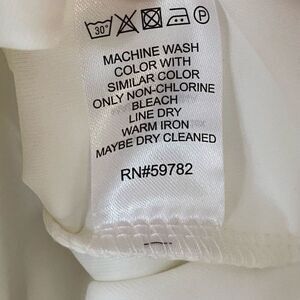 30°
P
MACHINE WASH
COLOR WITH
SIMILAR COLOR
ONLY NON-CHLORINE
BLEACH
LINE DRY
WARM IRON
MAYBE DRY CLEANED
RN#59782